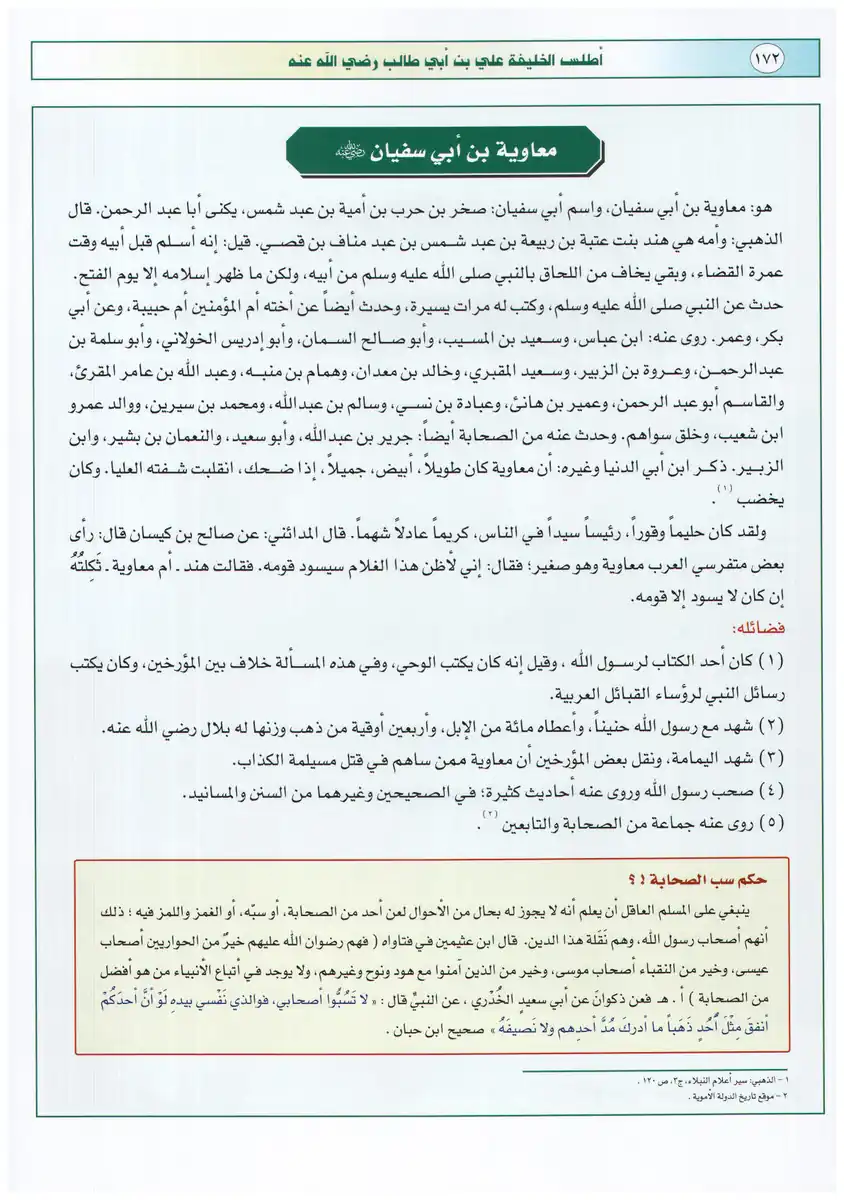 ١٧٢
أطلس الخليفة علي بن أبي طالب رضي الله عنه
معاوية بن أبي سفيان رضي الله عنه
هو: معاوية بن أبي سفيان، واسم أبي سفيان: صخر بن حرب بن أمية بن عبد شمس، يكنى أبا عبد الرحمن. قال
الذهبي: وأمه هي هند بنت عتبة بن ربيعة بن عبد شمس بن عبد مناف بن قصي. قيل: إنه أسلم قبل أبيه وقت
عمرة القضاء، وبقي يخاف من اللحاق بالنبي صلى الله عليه وسلم من أبيه، ولكن ما ظهر إسلامه إلا يوم الفتح.
حدث عن النبي صلى الله عليه وسلم، وكتب له مرات يسيرة، وحدث أيضاً عن أخته أم المؤمنين أم حبيبة، وعن أبي
بكر، وعمر. روى عنه: ابن عباس، وسعيد بن المسيب، وأبو صالح السمان، وأبو إدريس الخولاني، وأبو سلمة بن
عبدالرحمن، وعروة بن الزبير، وسعيد المقبري، وخالد بن معدان، وهمام بن منبه، وعبد الله بن عامر المقرئ،
والقاسم أبو عبد الرحمن، وعمير بن هانئ، وعبادة بن نسي، وسالم بن عبدالله، ومحمد بن سيرين، ووالد عمرو
ابن شعيب، وخلق سواهم. وحدث عنه من الصحابة أيضاً: جرير بن عبدالله، وأبو سعيد، والنعمان بن بشير، وابن
الزبير. ذكر ابن أبي الدنيا وغيره: أن معاوية كان طويلاً، أبيض، جميلاً، إذا ضحك، انقلبت شفته العليا. وكان
يخضب (١).
ولقد كان حليماً وقوراً، رئيساً سيداً في الناس، كريماً عادلاً شهماً. قال المدائني: عن صالح بن كيسان قال: رأى
بعض متفرسي العرب معاوية وهو صغير؛ فقال: إني لأظن هذا الغلام سيسود قومه. فقالت هند ـ أم معاوية ـ ثَكِلتُهُ
إن كان لا يسود إلا قومه.
فضائله:
(١) كان أحد الكتاب لرسول الله ، وقيل إنه كان يكتب الوحي، وفي هذه المسألة خلاف بين المؤرخين، وكان يكتب
رسائل النبي لرؤساء القبائل العربية.
(٢) شهد مع رسول الله حنيناً، وأعطاه مائة من الإبل، وأربعين أوقية من ذهب وزنها له بلال رضي الله عنه.
(٣) شهد اليمامة، ونقل بعض المؤرخين أن معاوية ممن ساهم في قتل مسيلمة الكذاب.
(٤) صحب رسول الله وروى عنه أحاديث كثيرة؛ في الصحيحين وغيرهما من السنن والمسانيد.
(٥) روى عنه جماعة من الصحابة والتابعين (٢).
حكم سب الصحابة ! ؟
ينبغي على المسلم العاقل أن يعلم أنه لا يجوز له بحال من الأحوال لعن أحد من الصحابة، أو سبّه، أو الغمز واللمز فيه ؛ ذلك
أنهم أصحاب رسول الله، وهم نَقَلة هذا الدين. قال ابن عثيمين في فتاواه ( فهم رضوان الله عليهم خيرٌ من الحواريين أصحاب
عيسى، وخير من النقباء أصحاب موسى، وخير من الذين آمنوا مع هود ونوح وغيرهم، ولا يوجد في أتباع الأنبياء من هو أفضل
من الصحابة ) أ . هـ فعن ذكوانَ عن أبي سعيدٍ الخُدْري ، عن النبيِّ قال : « لا تَسُبُّوا أصحابي، فوالذي نَفْسي بيدهِ لَوْ أنَّ أحدَكُمْ
أنفقَ مِثْلَ أُحُدٍ ذَهَباً ما أدركَ مُدَّ أحدِهم ولا نَصيفَهُ » صحيح ابن حبان .
١ - الذهبي: سير أعلام النبلاء، ج٣، ص ١٢٠ .
٢ - موقع تاريخ الدولة الأموية .